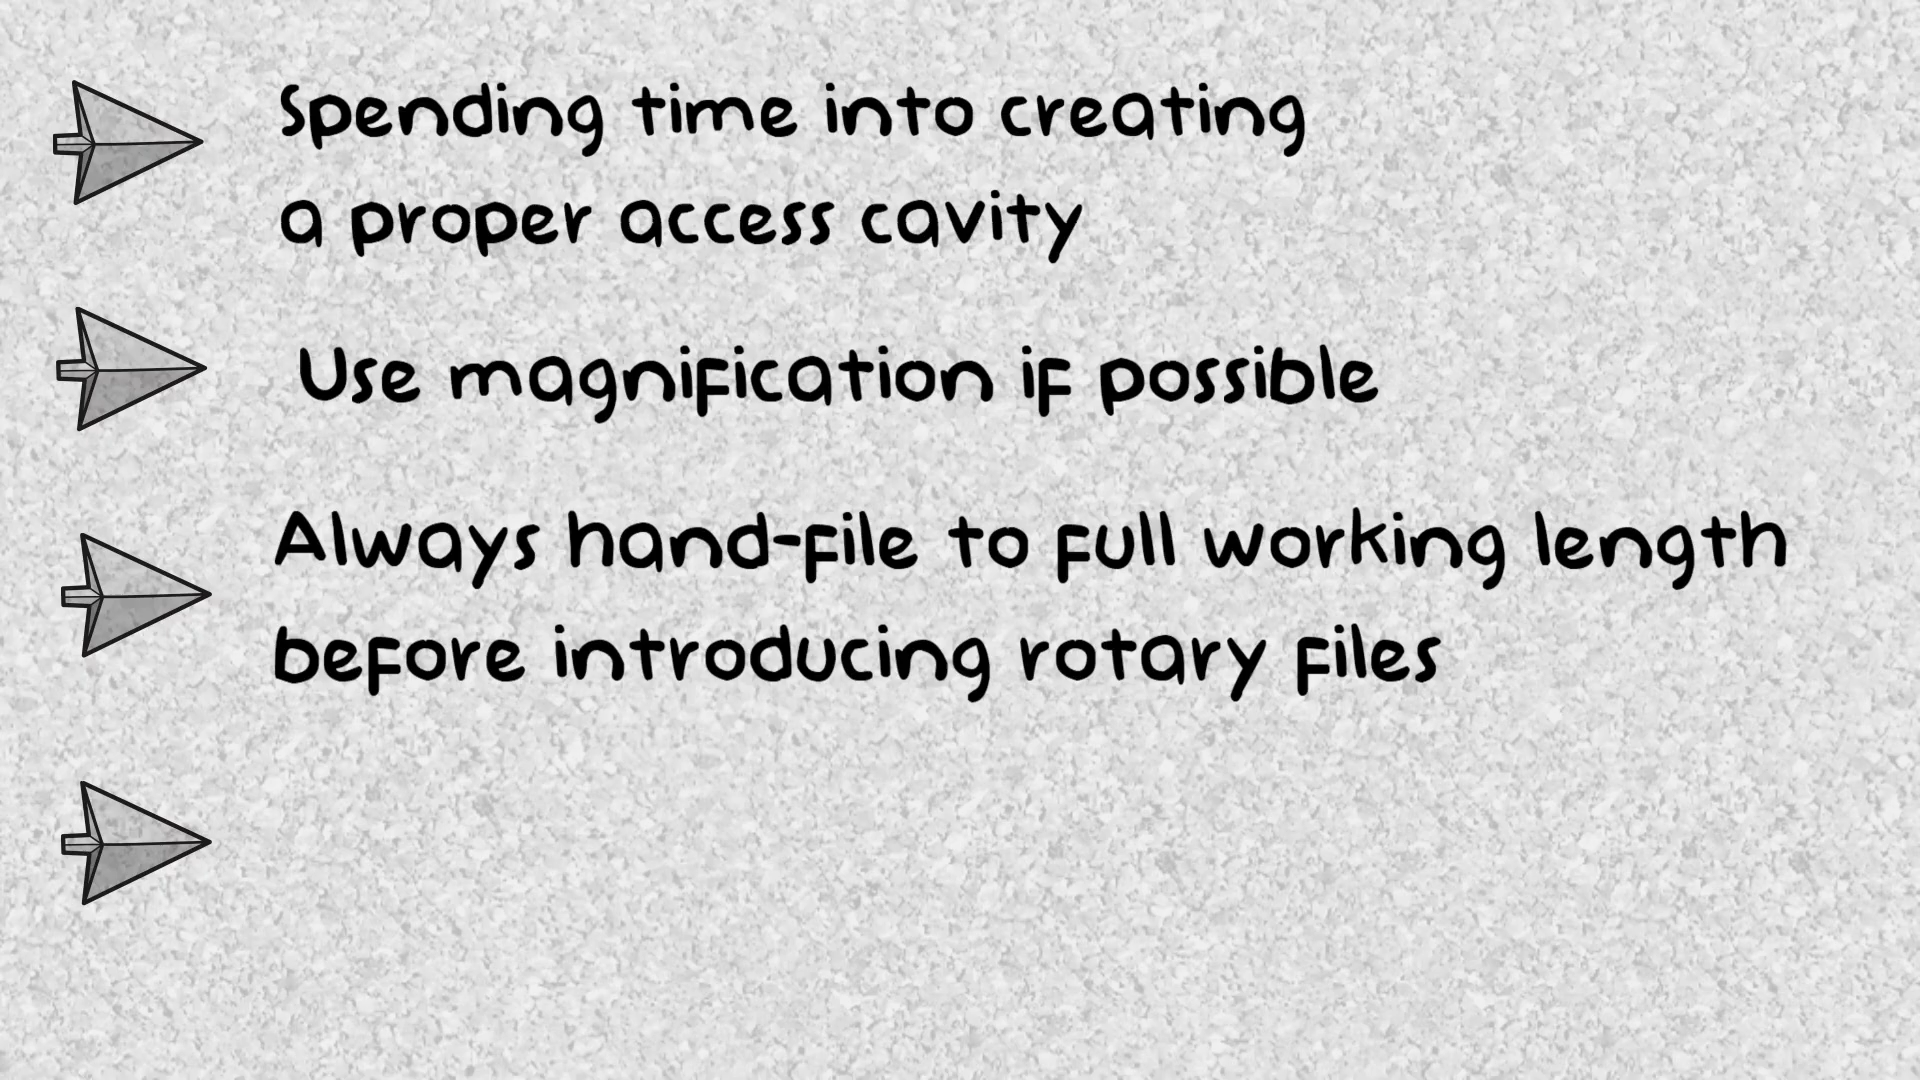 Spending time into creating
a proper access cavity
Use magnification if possible
Always hand-file to full working length
before introducing rotary files